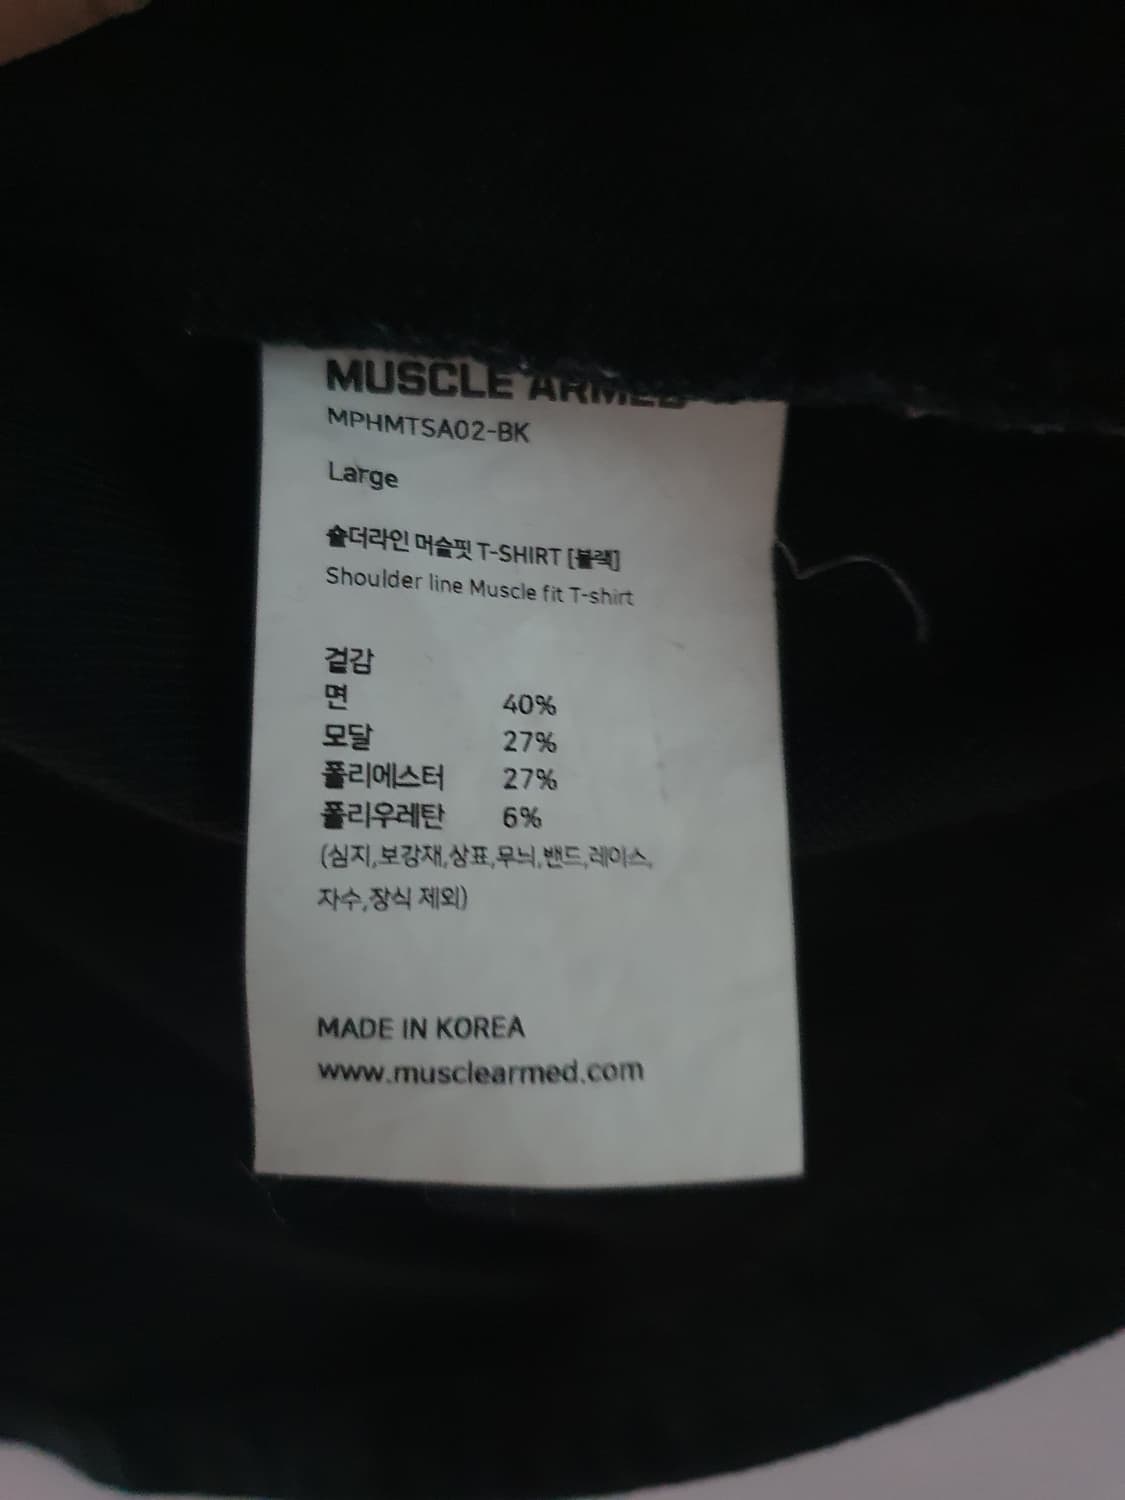 MUSCLE ARMED
MPHMTSA02-BK
Large
숄더라인 머슬핏 T-SHIRT [블랙]
Shoulder line Muscle fit T-shirt
겉감
면 40%
모달 27%
폴리에스터 27%
폴리우레탄 6%
(심지,보강재,상표,무늬,밴드,레이스,
자수,장식 제외)
MADE IN KOREA
www.musclearmed.com